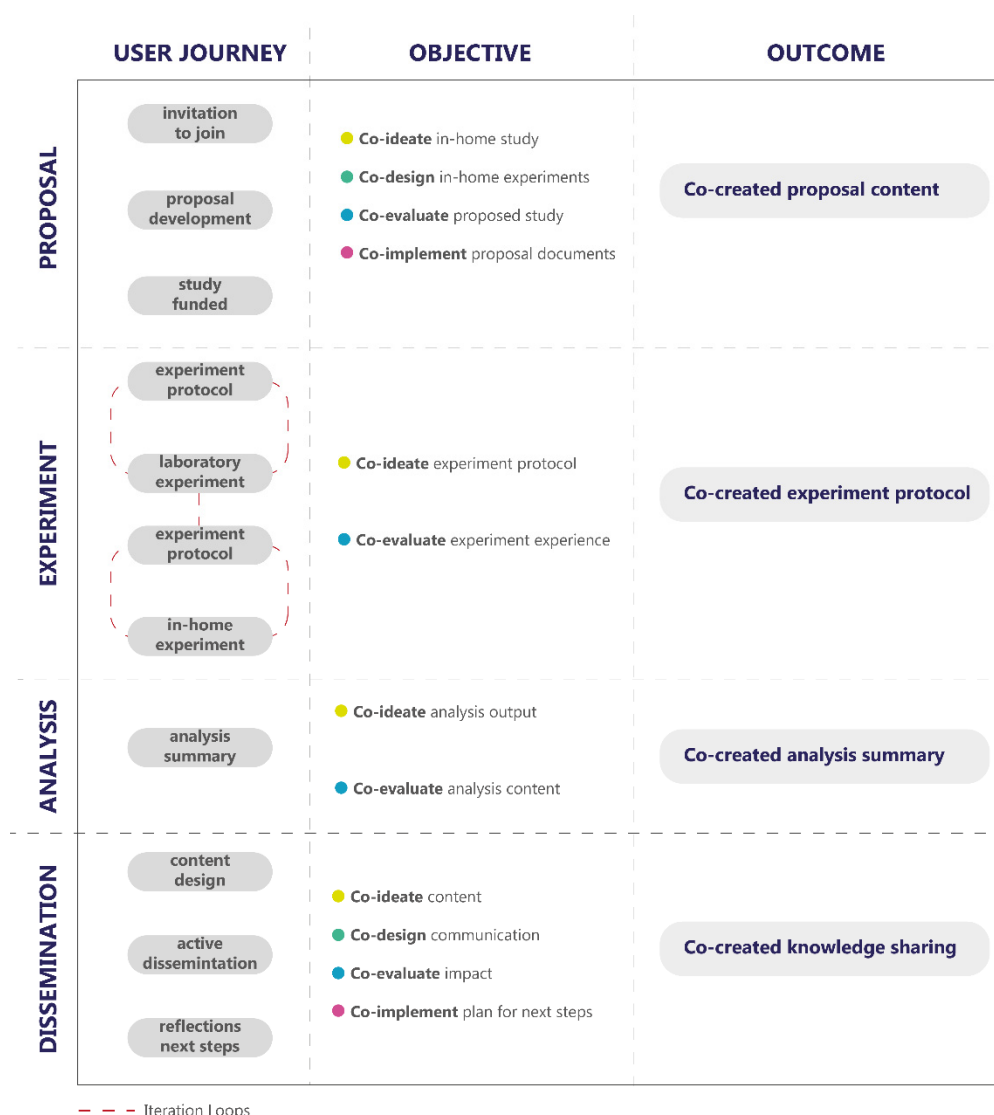 USER JOURNEY
OBJECTIVE
OUTCOME
PROPOSAL
invitation
to join
proposal
development
study
funded
Co-ideate in-home study
Co-design in-home experiments
Co-evaluate proposed study
Co-implement proposal documents
Co-created proposal content
EXPERIMENT
experiment
protocol
laboratory
experiment
experiment
protocol
in-home
experiment
Co-ideate experiment protocol
Co-evaluate experiment experience
Co-created experiment protocol
ANALYSIS
analysis
summary
Co-ideate analysis output
Co-evaluate analysis content
Co-created analysis summary
DISSEMINATION
content
design
active
dissemintation
reflections
next steps
Co-ideate content
Co-design communication
Co-evaluate impact
Co-implement plan for next steps
Co-created knowledge sharing
Iteration Loops